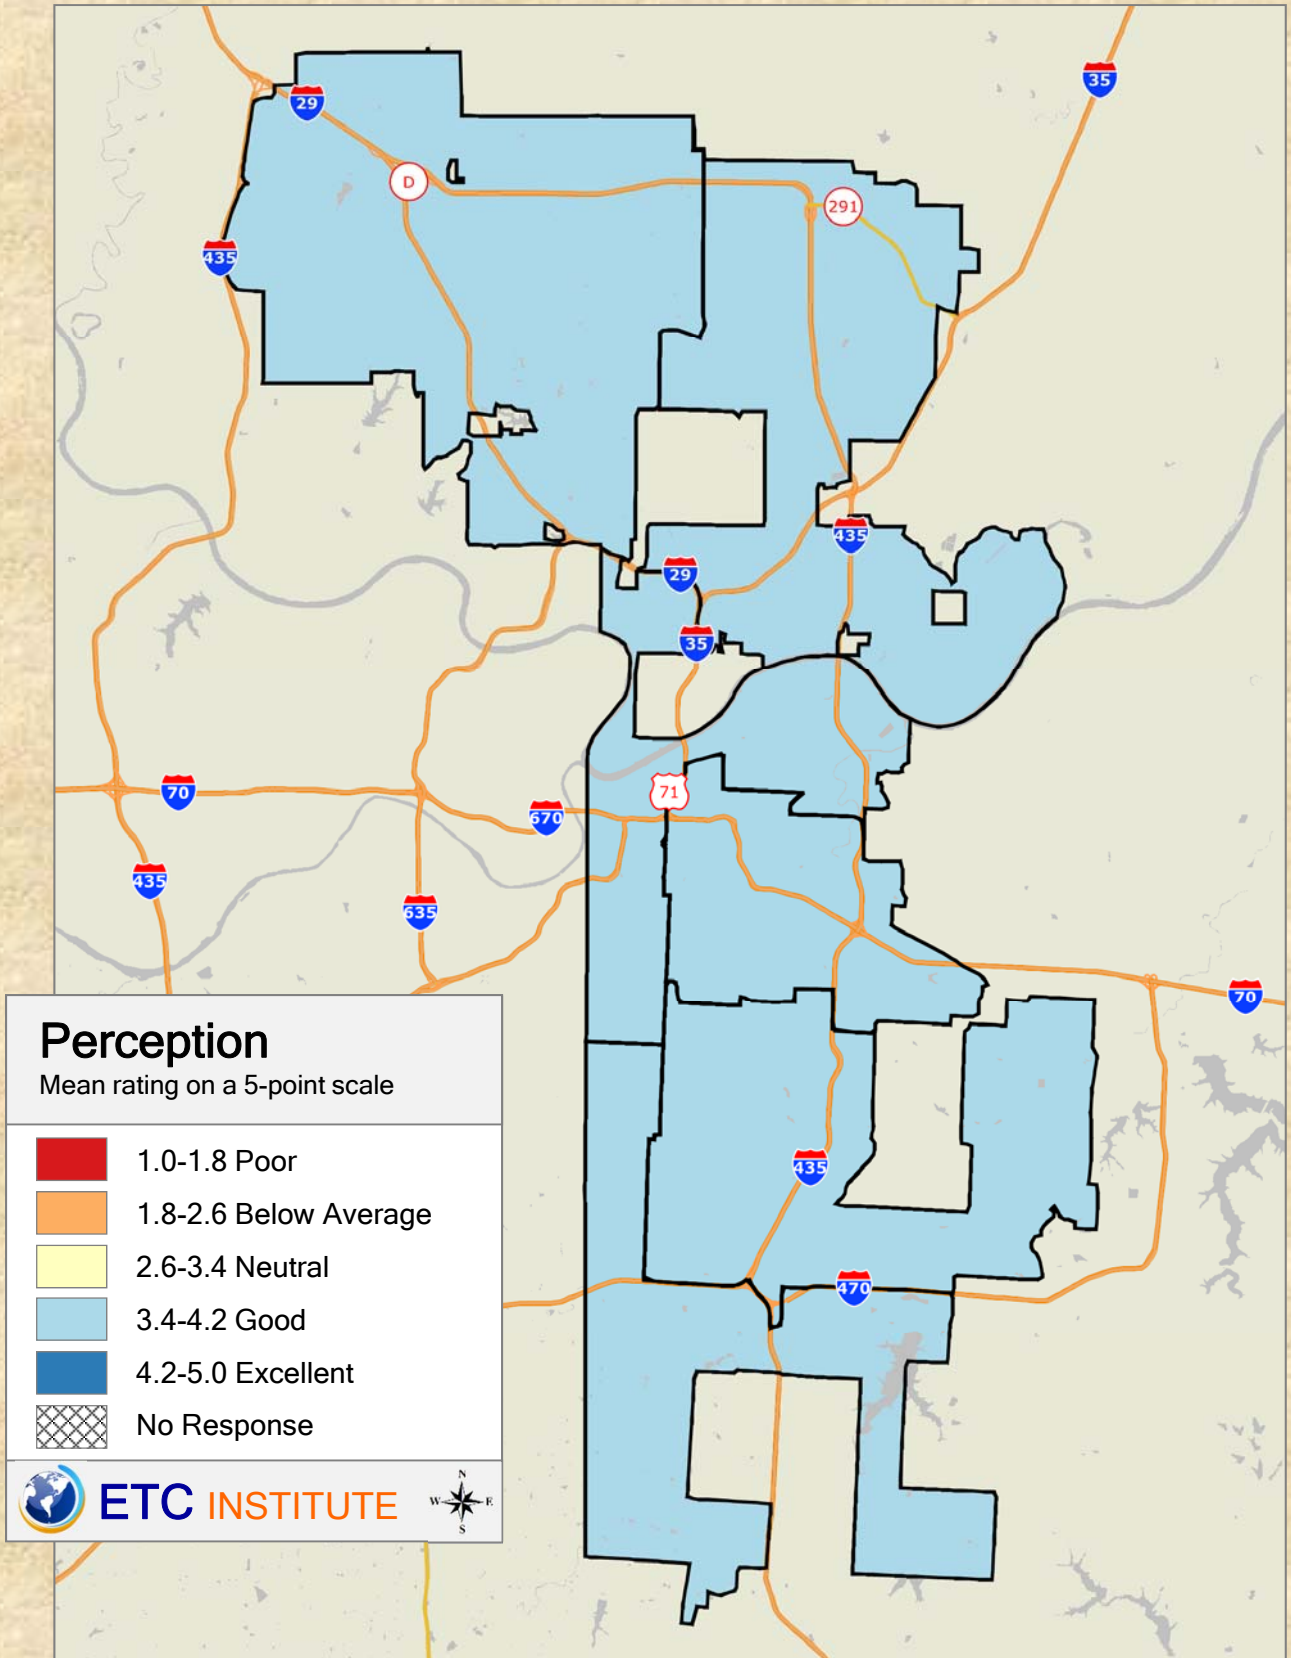 35
29
D
291
435
435
29
35
70
71
670
435
635
70
435
470
Perception
Mean rating on a 5-point scale
1.0-1.8 Poor
1.8-2.6 Below Average
2.6-3.4 Neutral
3.4-4.2 Good
4.2-5.0 Excellent
No Response
ETC INSTITUTE
N
W E
S